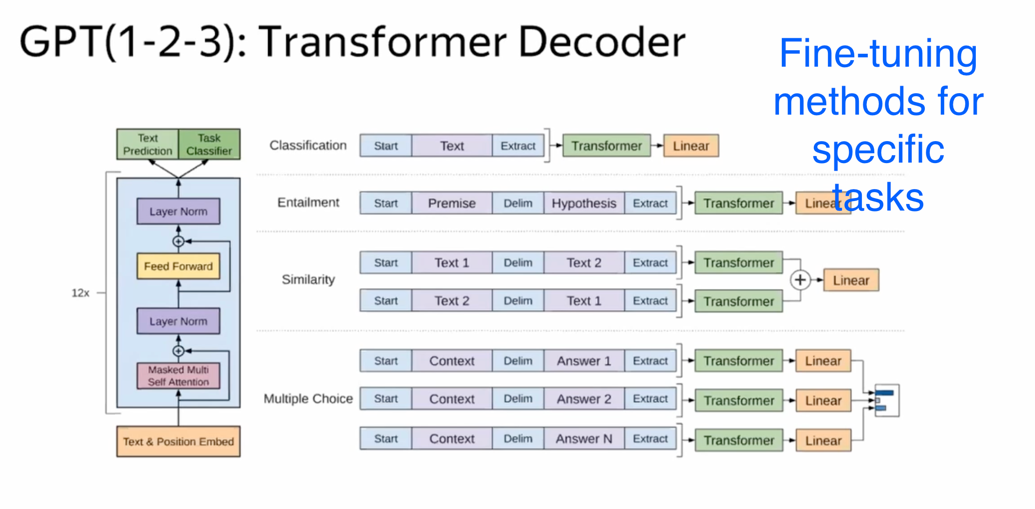 GPT(1-2-3): Transformer Decoder
Fine-tuning
methods for
specific
tasks
Text
Prediction
Task
Classifier
Layer Norm
Feed Forward
12x
Layer Norm
Masked Multi
Self Attention
Text & Position Embed
Classification
Start Text Extract Transformer Linear
Entailment
Start Premise Delim Hypothesis Extract Transformer Linear
Similarity
Start Text 1 Delim Text 2 Extract Transformer
+ Linear
Start Text 2 Delim Text 1 Extract Transformer
Multiple Choice
Start Context Delim Answer 1 Extract Transformer Linear
Start Context Delim Answer 2 Extract Transformer Linear
Start Context Delim Answer N Extract Transformer Linear